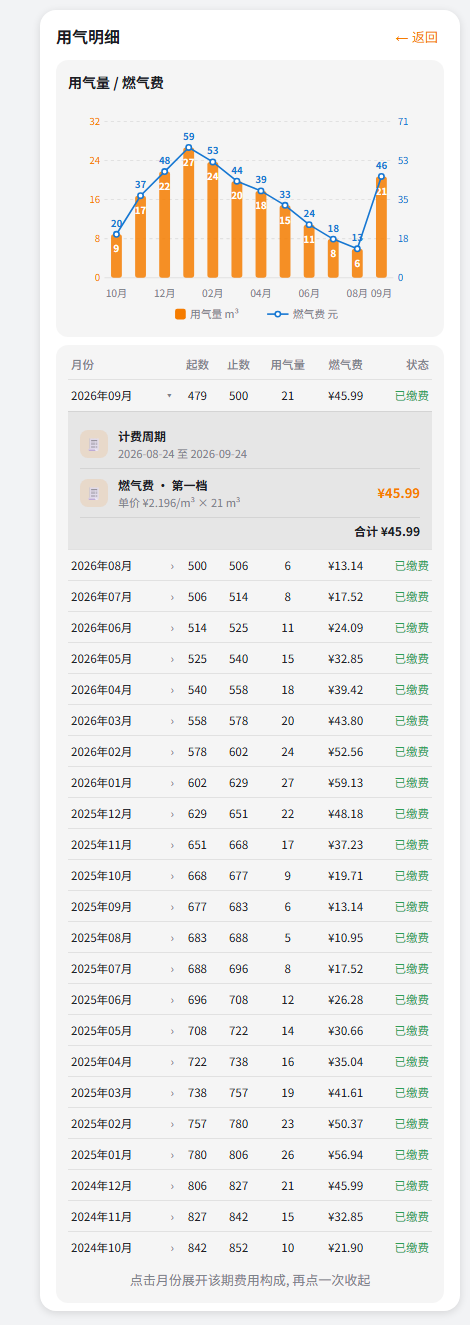 用气明细
← 返回
用气量 / 燃气费
32 71
24 53
16 35
8 18
0 0
20 37 48 59 53 44 39 33 24 18 13 46
9 17 22 27 24 20 18 15 11 8 6 21
10月 12月 02月 04月 06月 08月 09月
用气量 m³ 燃气费 元
月份 起数 止数 用气量 燃气费 状态
2026年09月 ▾ 479 500 21 ¥45.99 已缴费
计费周期
2026-08-24 至 2026-09-24
燃气费 · 第一档
单价 ¥2.196/m³ × 21 m³
¥45.99
合计 ¥45.99
2026年08月 › 500 506 6 ¥13.14 已缴费
2026年07月 › 506 514 8 ¥17.52 已缴费
2026年06月 › 514 525 11 ¥24.09 已缴费
2026年05月 › 525 540 15 ¥32.85 已缴费
2026年04月 › 540 558 18 ¥39.42 已缴费
2026年03月 › 558 578 20 ¥43.80 已缴费
2026年02月 › 578 602 24 ¥52.56 已缴费
2026年01月 › 602 629 27 ¥59.13 已缴费
2025年12月 › 629 651 22 ¥48.18 已缴费
2025年11月 › 651 668 17 ¥37.23 已缴费
2025年10月 › 668 677 9 ¥19.71 已缴费
2025年09月 › 677 683 6 ¥13.14 已缴费
2025年08月 › 683 688 5 ¥10.95 已缴费
2025年07月 › 688 696 8 ¥17.52 已缴费
2025年06月 › 696 708 12 ¥26.28 已缴费
2025年05月 › 708 722 14 ¥30.66 已缴费
2025年04月 › 722 738 16 ¥35.04 已缴费
2025年03月 › 738 757 19 ¥41.61 已缴费
2025年02月 › 757 780 23 ¥50.37 已缴费
2025年01月 › 780 806 26 ¥56.94 已缴费
2024年12月 › 806 827 21 ¥45.99 已缴费
2024年11月 › 827 842 15 ¥32.85 已缴费
2024年10月 › 842 852 10 ¥21.90 已缴费
点击月份展开该期费用构成, 再点一次收起